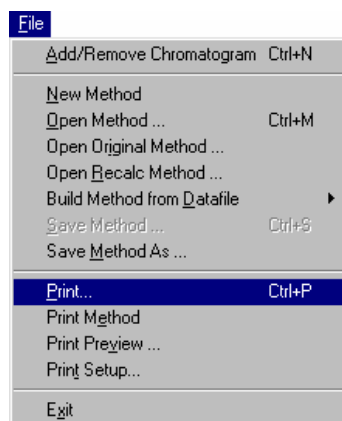 File
Add/Remove Chromatogram Ctrl+N
New Method
Open Method ... Ctrl+M
Open Original Method ...
Open Recalc Method ...
Build Method from Datafile
Save Method ... Ctrl+S
Save Method As ...
Print... Ctrl+P
Print Method
Print Preview ...
Print Setup...
Exit